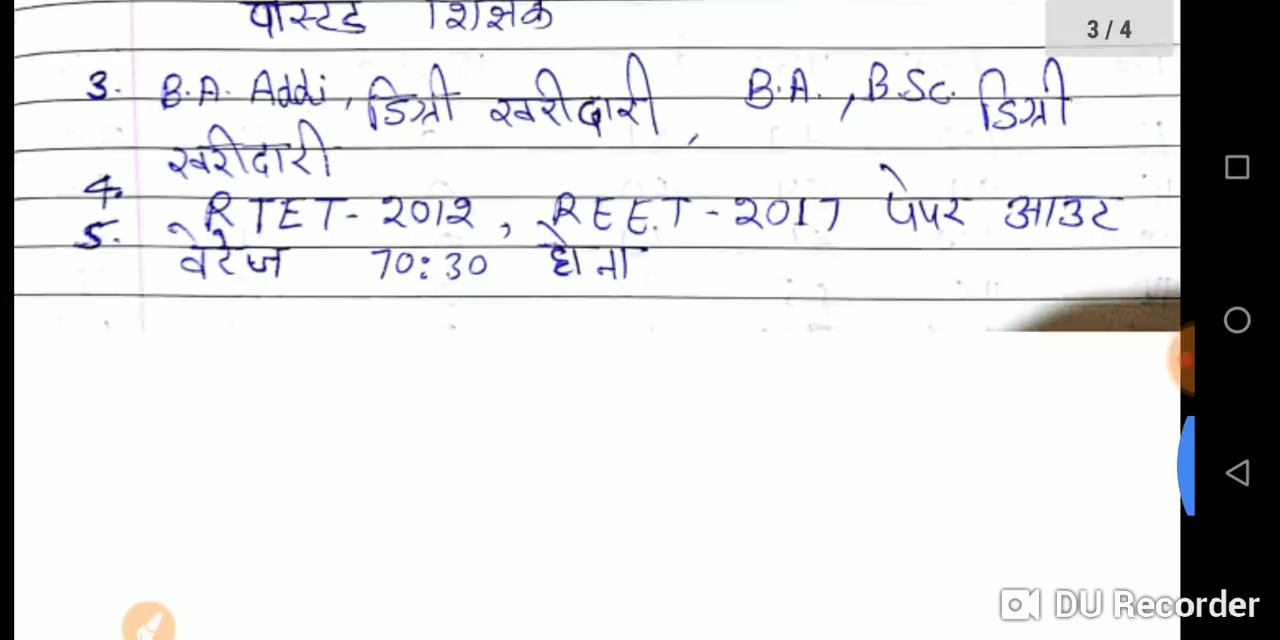 पोस्टेड शिक्षक
3/4
3. B.A. Addi, डिग्री खरीदारी, B.A., B.Sc. डिग्री
खरीदारी
4. RTET-2012, REET-2017 पेपर आउट
5. वेरेज 70:30 होना
DU Recorder